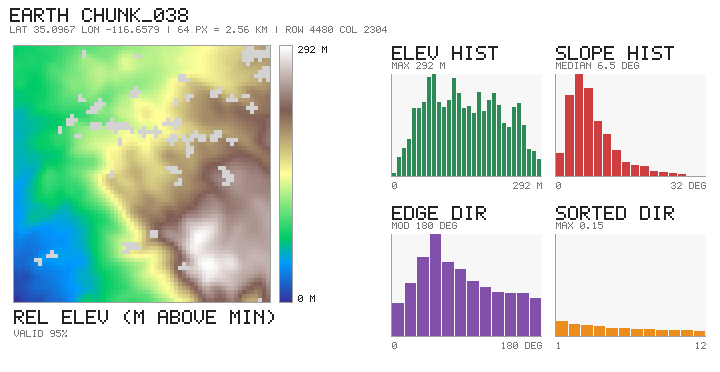 EARTH CHUNK_038
LAT 35.0967 LON -116.6579 | 64 PX = 2.56 KM | ROW 4480 COL 2304
292 M
0 M
REL ELEV (M ABOVE MIN)
VALID 95%
ELEV HIST
MAX 292 M
0 292 M
SLOPE HIST
MEDIAN 6.5 DEG
0 32 DEG
EDGE DIR
MOD 180 DEG
0 180 DEG
SORTED DIR
MAX 0.15
1 12